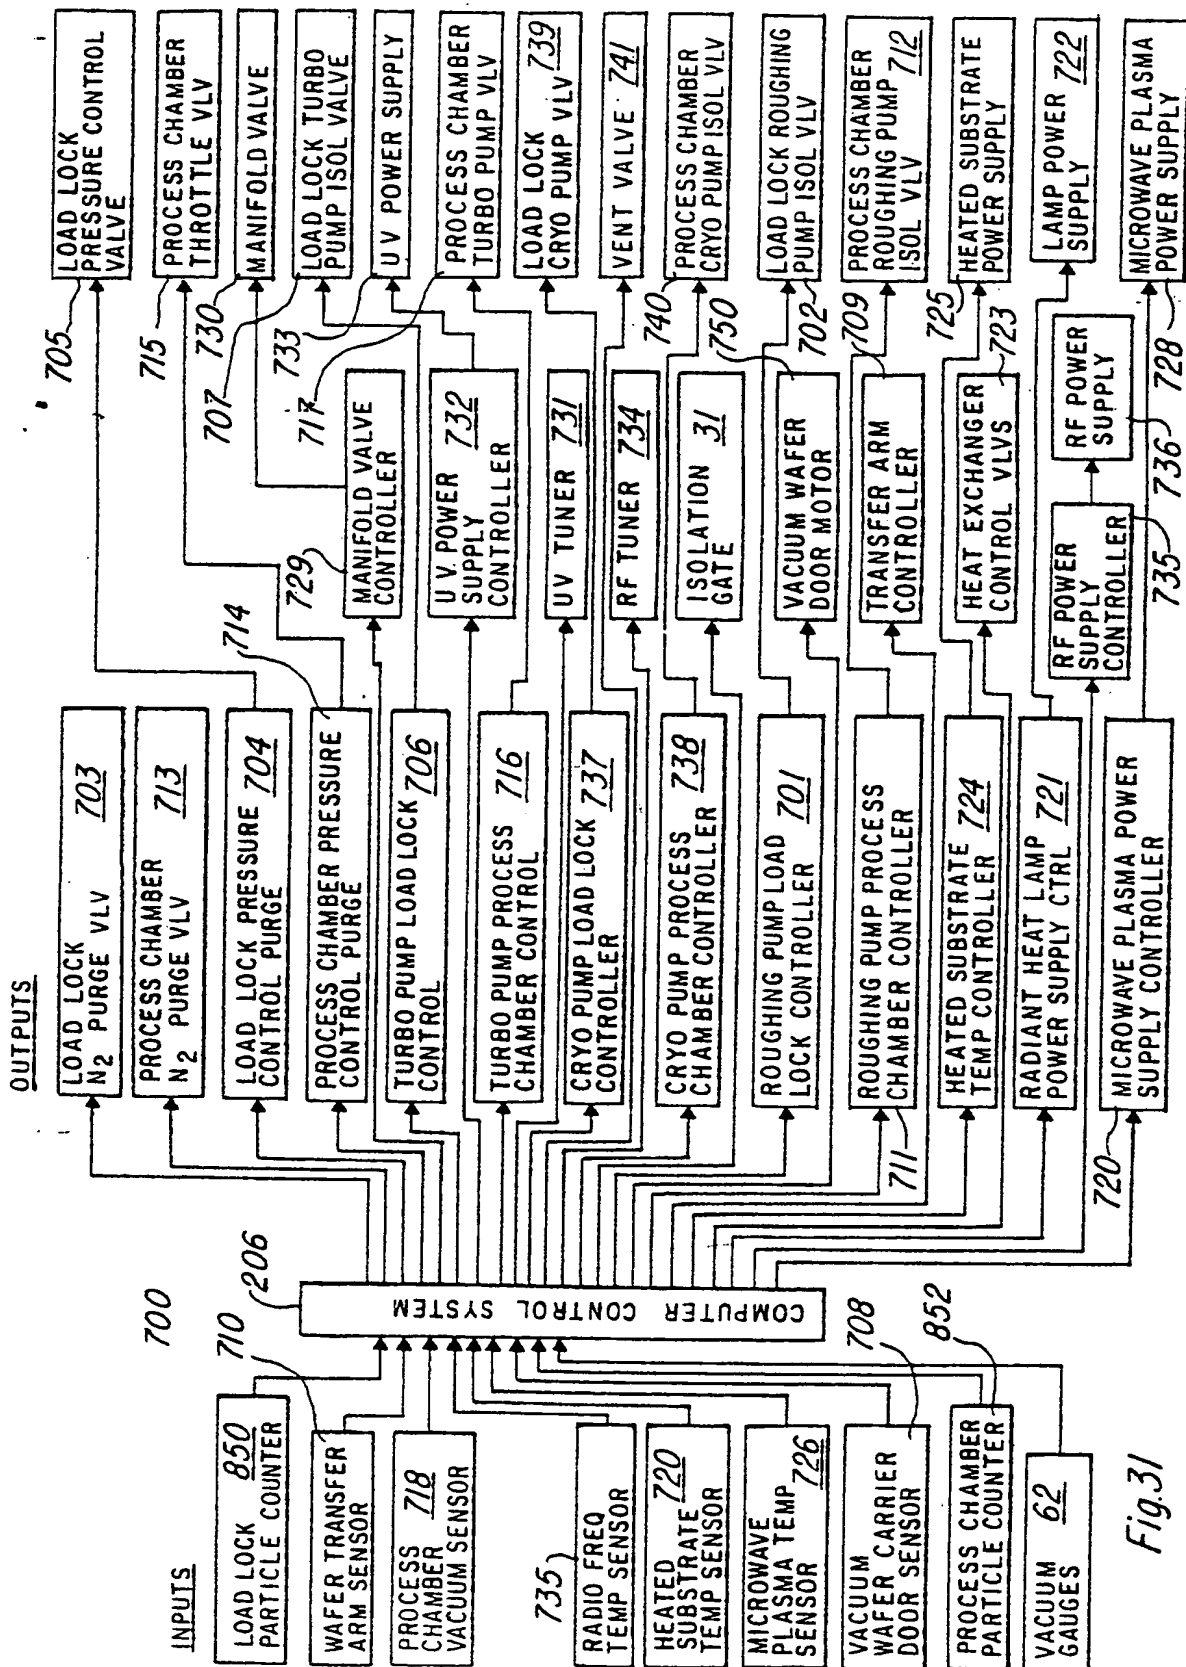 INPUTS
LOAD LOCK 850
PARTICLE COUNTER
710
WAFER TRANSFER
ARM SENSOR
PROCESS
CHAMBER 718
VACUUM SENSOR
735
RADIO FREQ
TEMP SENSOR
HEATED
SUBSTRATE 720
TEMP SENSOR
MICROWAVE
PLASMA TEMP
SENSOR 726
VACUUM
WAFER CARRIER
DOOR SENSOR
708
PROCESS CHAMBER
PARTICLE COUNTER
852
VACUUM
GAUGES 62
700
206
COMPUTER CONTROL SYSTEM
OUTPUTS
LOAD LOCK
N2 PURGE VLV 703
PROCESS CHAMBER
N2 PURGE VLV 713
LOAD LOCK PRESSURE
CONTROL PURGE 704
714
PROCESS CHAMBER PRESSURE
CONTROL PURGE
TURBO PUMP LOAD LOCK
CONTROL 706
TURBO PUMP PROCESS
CHAMBER CONTROL 716
CRYO PUMP LOAD LOCK
CONTROLLER 737
CRYO PUMP PROCESS
CHAMBER CONTROLLER 738
ROUGHING PUMP LOAD
LOCK CONTROLLER 701
ROUGHING PUMP PROCESS
CHAMBER CONTROLLER
711
HEATED SUBSTRATE
TEMP CONTROLLER 724
RADIANT HEAT LAMP
POWER SUPPLY CTRL 721
MICROWAVE PLASMA POWER
SUPPLY CONTROLLER
720
729
MANIFOLD VALVE
CONTROLLER
U V. POWER
SUPPLY 732
CONTROLLER
UV TUNER 731
RF TUNER 734
ISOLATION
GATE 31
750
VACUUM WAFER
DOOR MOTOR
709
TRANSFER ARM
CONTROLLER
HEAT EXCHANGER
CONTROL VLVS 723
RF POWER
SUPPLY
CONTROLLER
735
RF POWER
SUPPLY
736
705
LOAD LOCK
PRESSURE CONTROL
VALVE
715
PROCESS CHAMBER
THROTTLE VLV
730
MANIFOLD VALVE
707
LOAD LOCK TURBO
PUMP ISOL VALVE
733
UV POWER SUPPLY
717
PROCESS CHAMBER
TURBO PUMP VLV
LOAD LOCK 739
CRYO PUMP VLV
VENT VALVE 741
740
PROCESS CHAMBER
CRYO PUMP ISOL VLV
702
LOAD LOCK ROUGHING
PUMP ISOL VLV
PROCESS CHAMBER
ROUGHING PUMP
ISOL VLV 712
725
HEATED SUBSTRATE
POWER SUPPLY
LAMP POWER
SUPPLY 722
MICROWAVE PLASMA
POWER SUPPLY
728
Fig.31